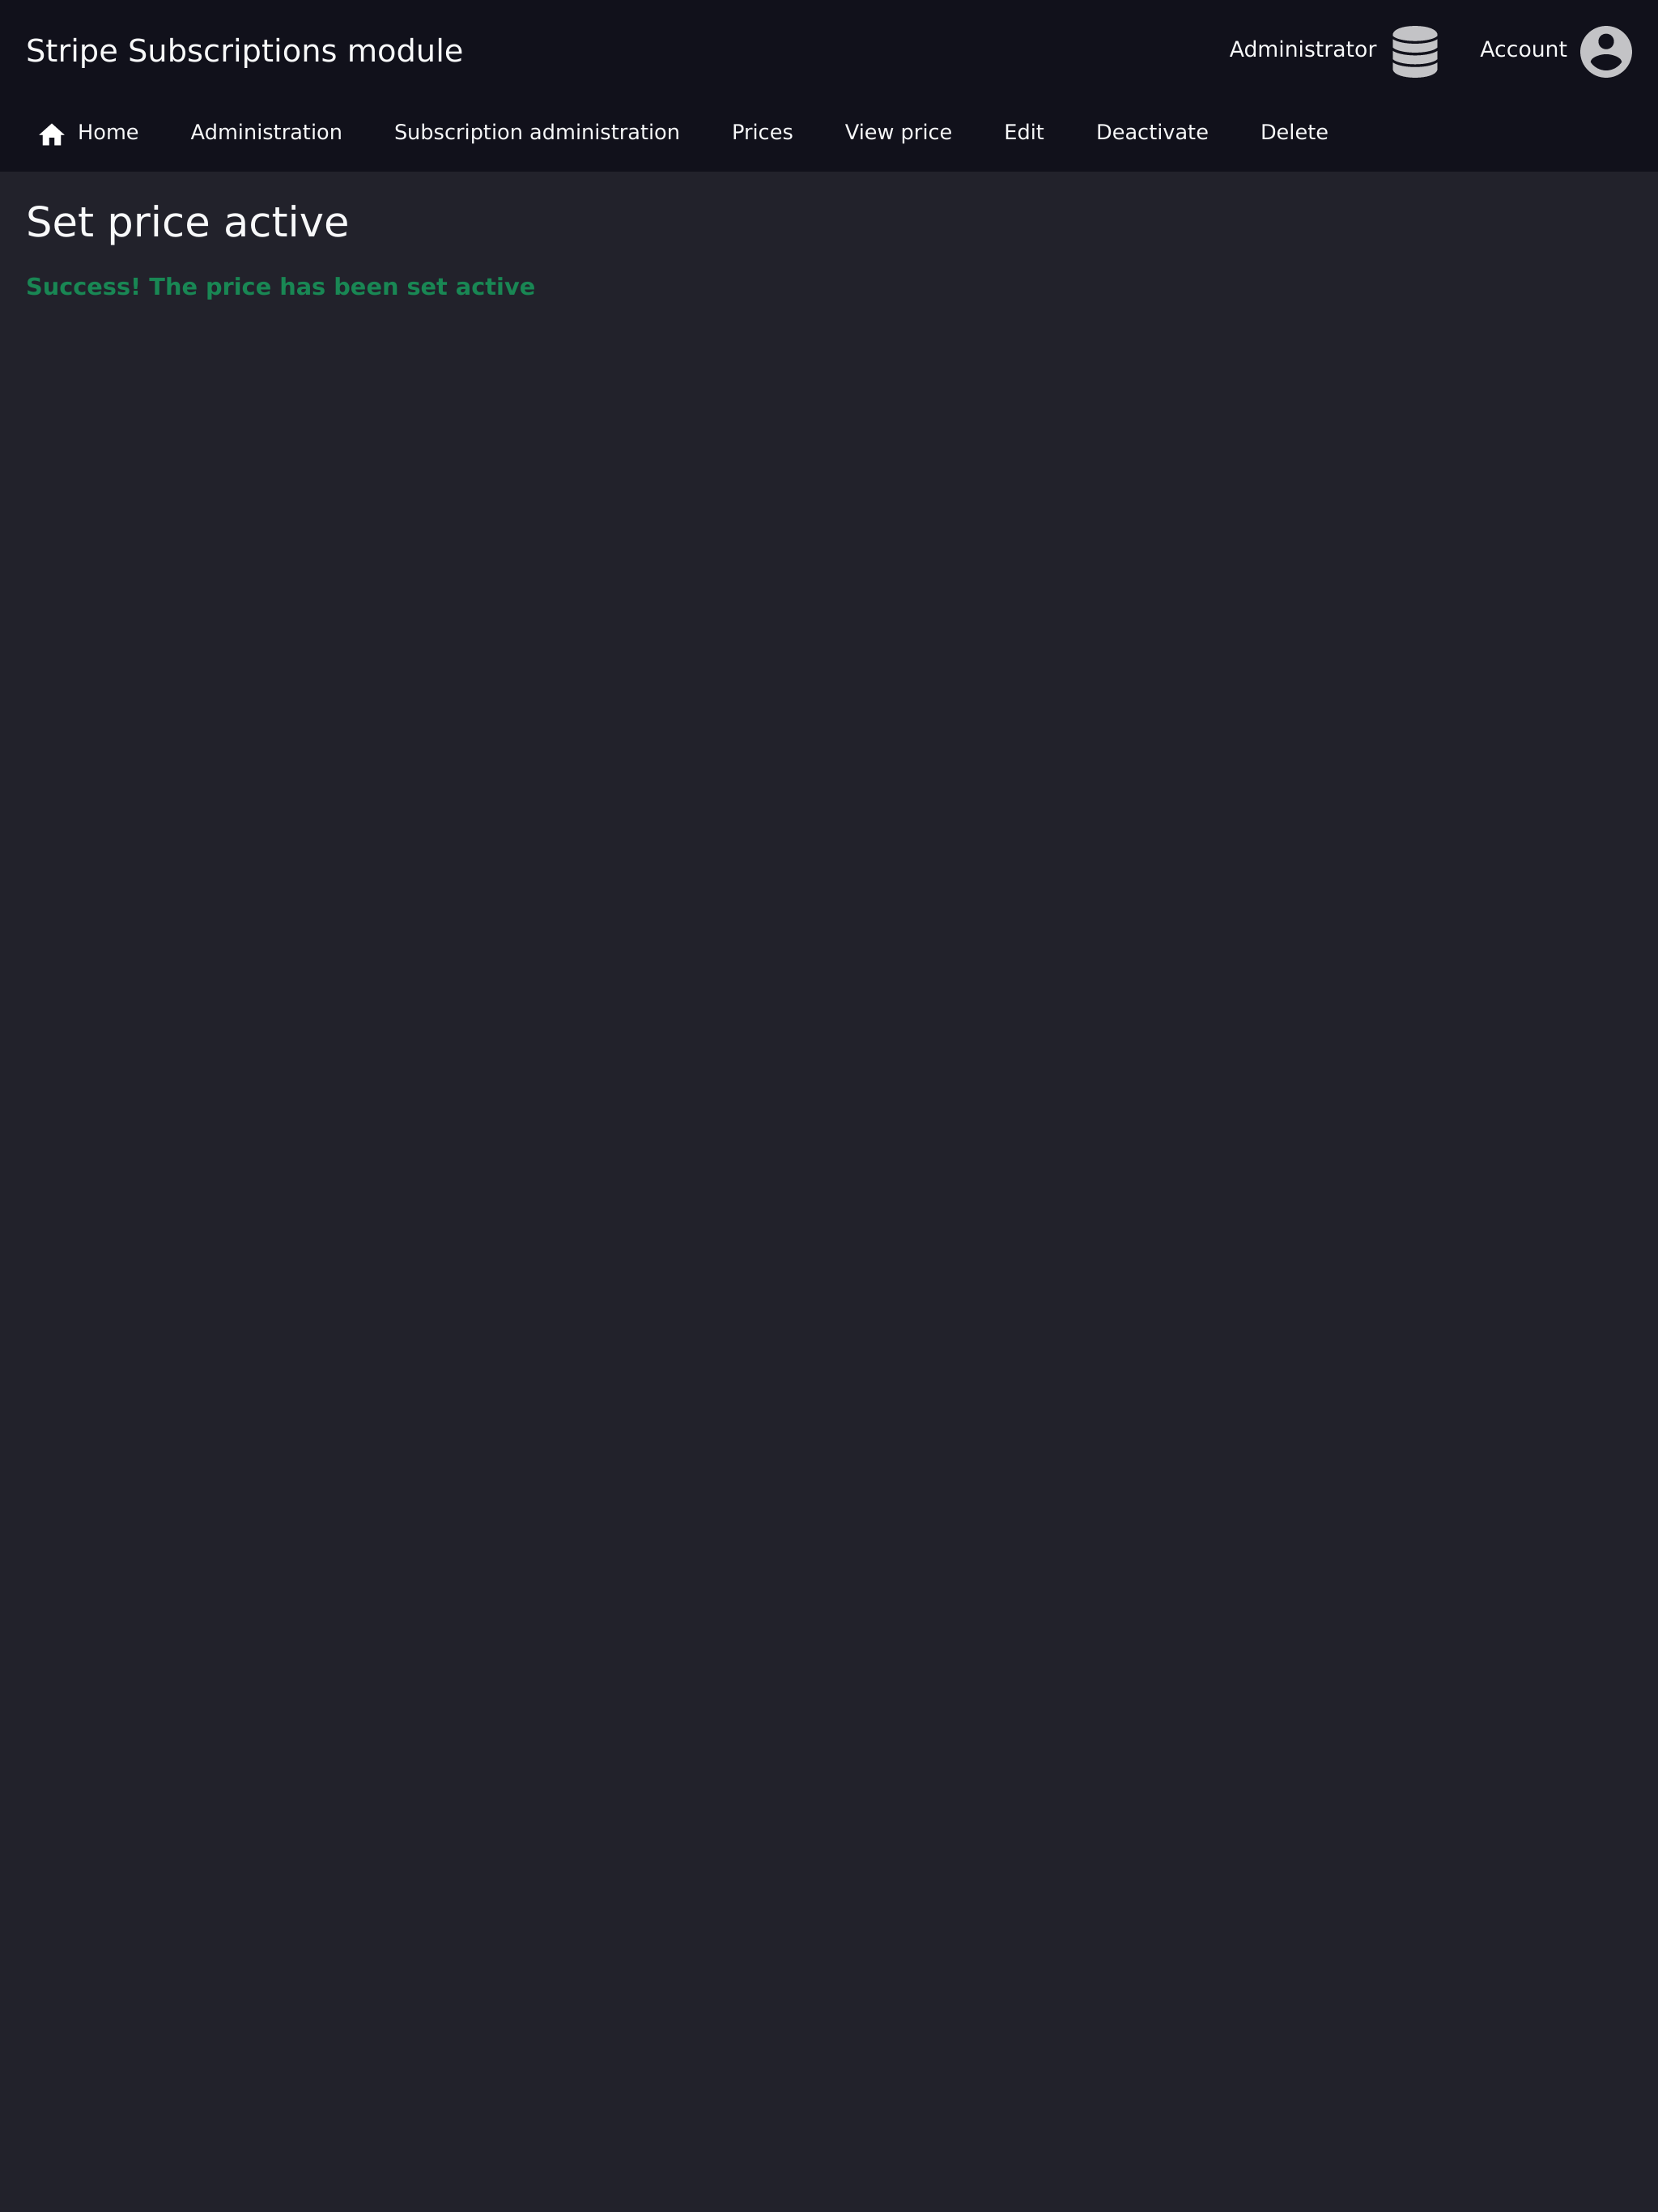 Stripe Subscriptions module
Administrator
Account
Home Administration Subscription administration Prices View price Edit Deactivate Delete
Set price active
Success! The price has been set active